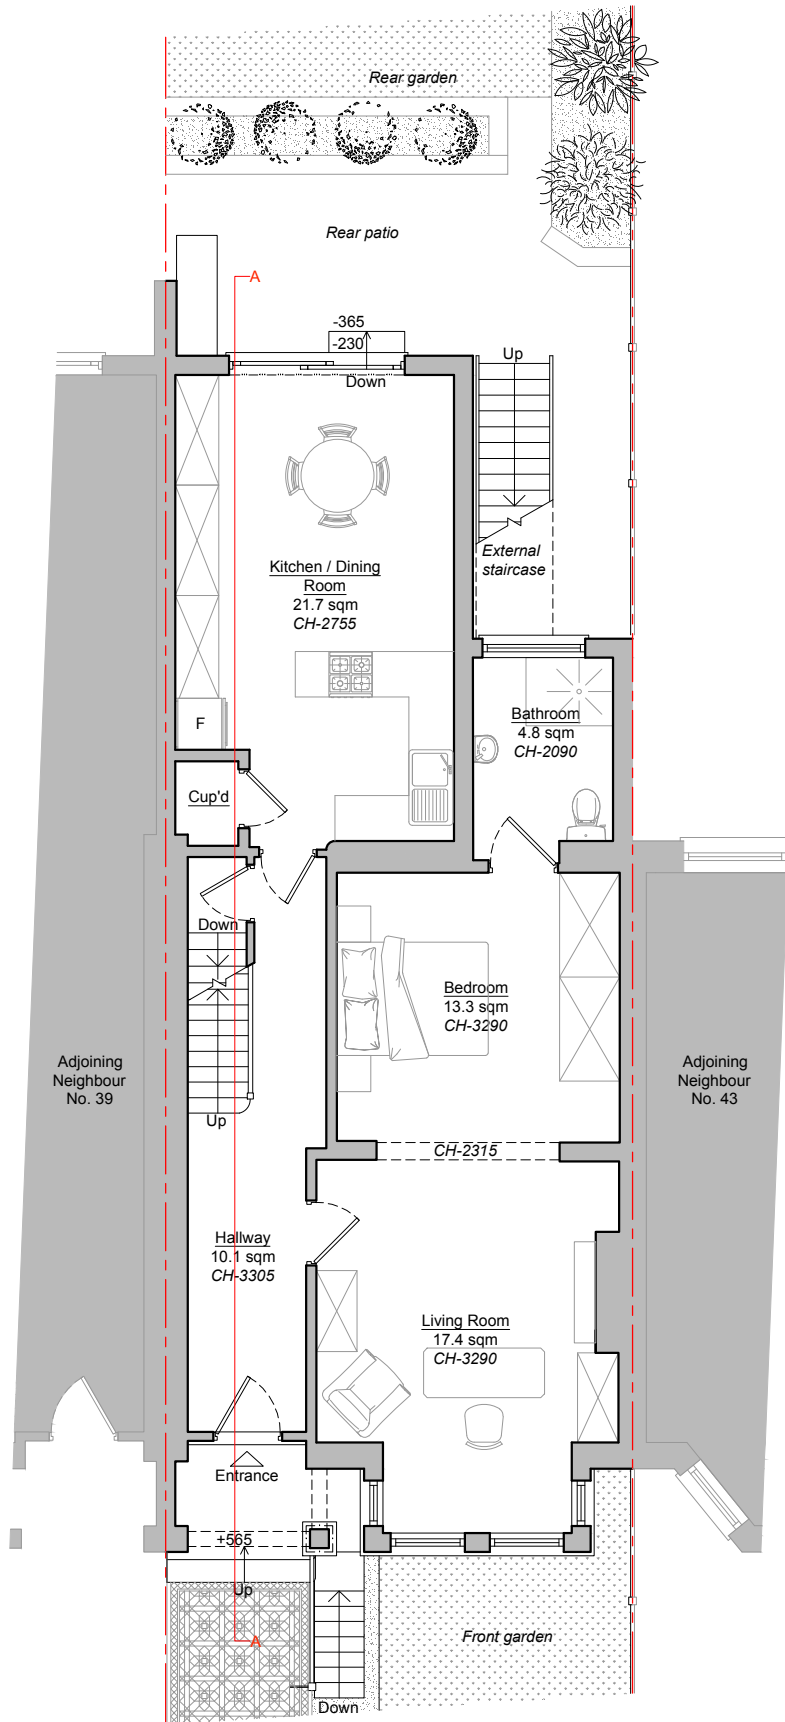 Rear garden
Rear patio
A
-365
-230
Down
Up
External
staircase
Kitchen / Dining
Room
21.7 sqm
CH-2755
F
Bathroom
4.8 sqm
CH-2090
Cup'd
Down
Bedroom
13.3 sqm
CH-3290
Adjoining
Neighbour
No. 39
Adjoining
Neighbour
No. 43
Up
CH-2315
Hallway
10.1 sqm
CH-3305
Living Room
17.4 sqm
CH-3290
Entrance
+565
Up
A
Front garden
Down